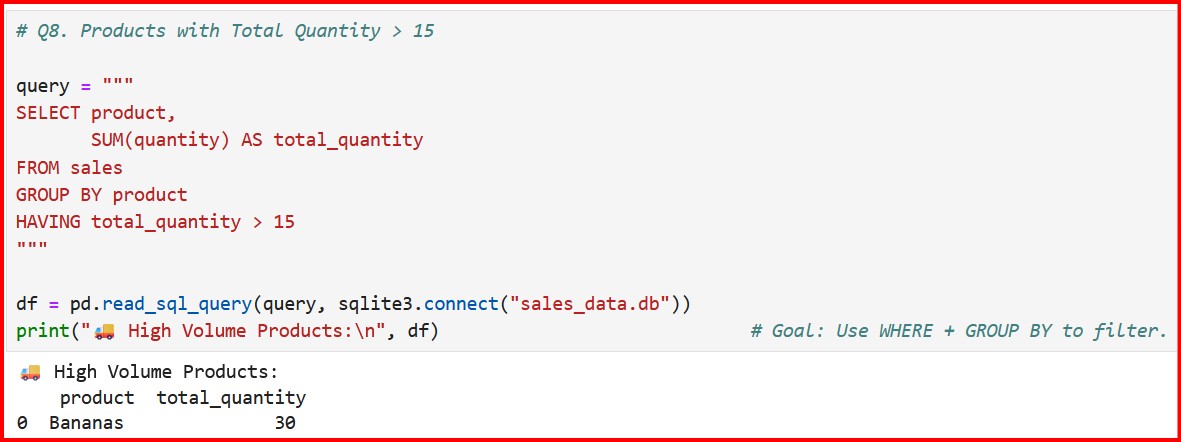 # Q8. Products with Total Quantity > 15
query = """
SELECT product,
       SUM(quantity) AS total_quantity
FROM sales
GROUP BY product
HAVING total_quantity > 15
"""
df = pd.read_sql_query(query, sqlite3.connect("sales_data.db"))
print("🚚 High Volume Products:\n", df) # Goal: Use WHERE + GROUP BY to filter.
🚚 High Volume Products:
    product  total_quantity
0  Bananas              30